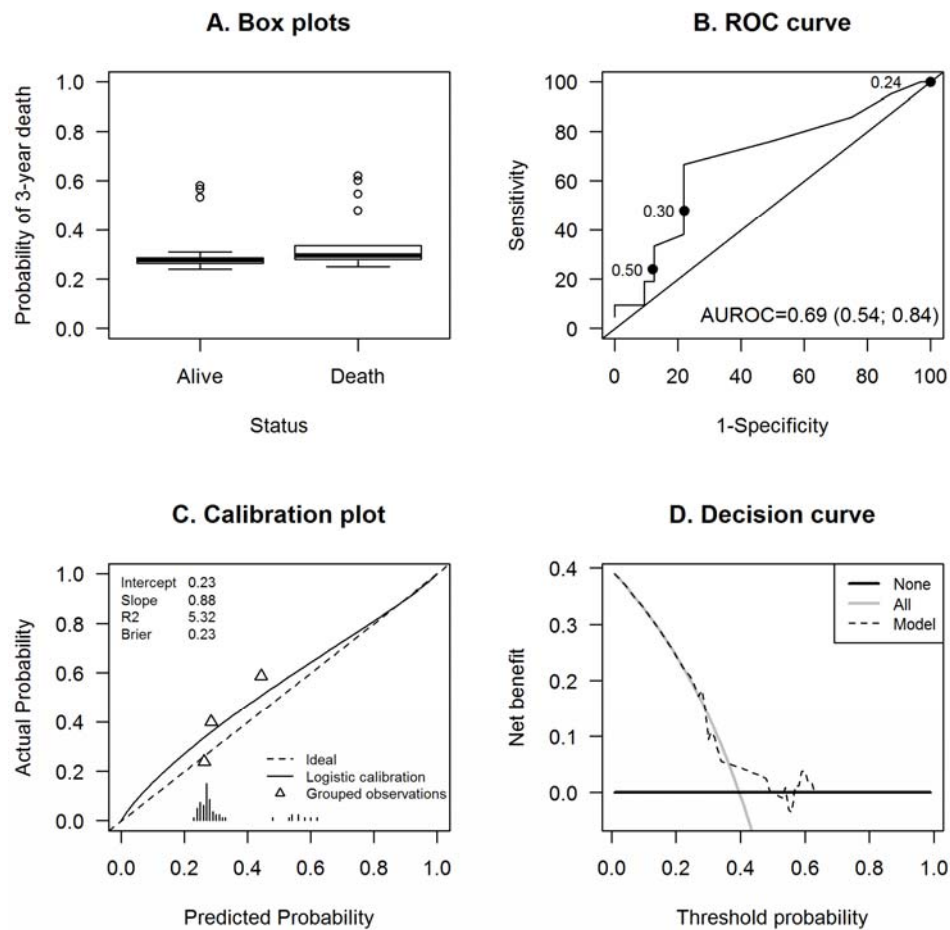 A. Box plots
Probability of 3-year death
1.0
0.8
0.6
0.4
0.2
0.0
Alive
Death
Status
B. ROC curve
Sensitivity
100
80
60
40
20
0
0.24
0.30
0.50
AUROC=0.69 (0.54; 0.84)
0
20
40
60
80
100
1-Specificity
C. Calibration plot
Actual Probability
1.0
0.8
0.6
0.4
0.2
0.0
Intercept 0.23
Slope 0.88
R2 5.32
Brier 0.23
Ideal
Logistic calibration
Grouped observations
0.0
0.2
0.4
0.6
0.8
1.0
Predicted Probability
D. Decision curve
Net benefit
0.4
0.3
0.2
0.1
0.0
None
All
Model
0.0
0.2
0.4
0.6
0.8
1.0
Threshold probability